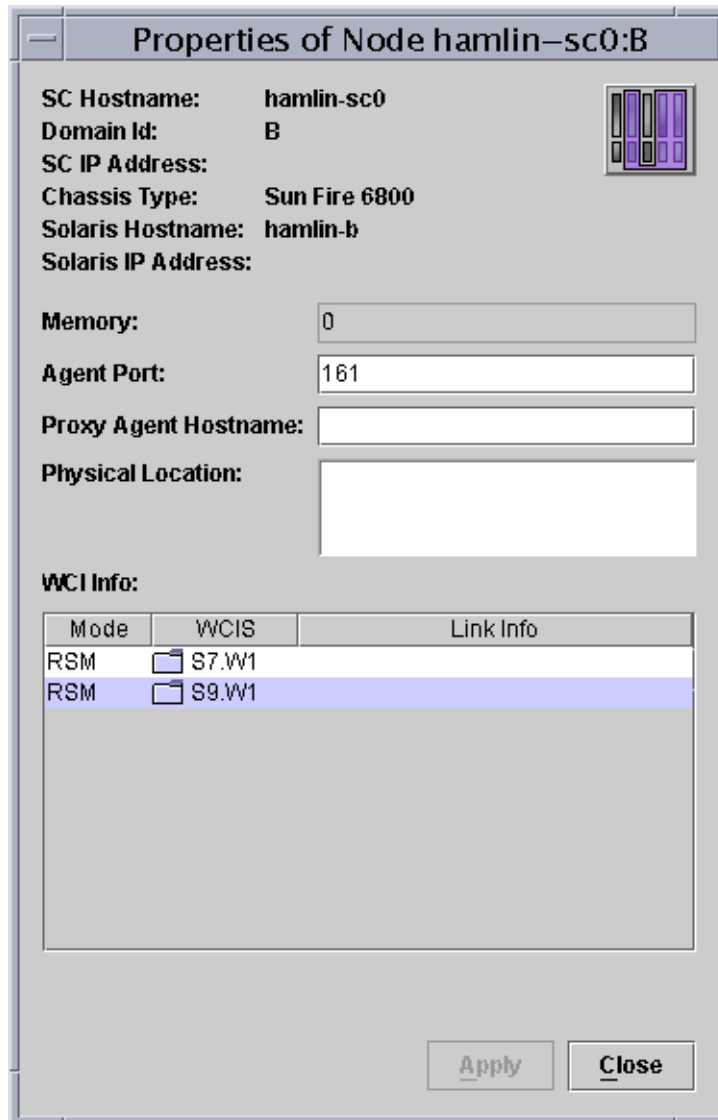 Properties of Node hamlin–sc0:B
SC Hostname: hamlin-sc0
Domain Id: B
SC IP Address:
Chassis Type: Sun Fire 6800
Solaris Hostname: hamlin-b
Solaris IP Address:
Memory: 0
Agent Port: 161
Proxy Agent Hostname:
Physical Location:
WCI Info:
Mode WCIS Link Info
RSM S7.W1
RSM S9.W1
Apply Close